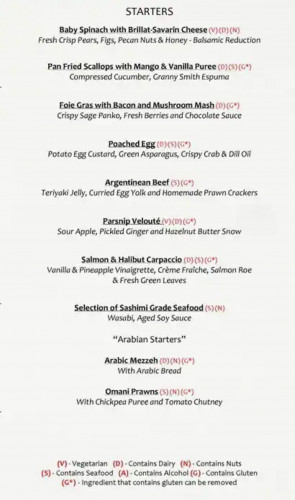 STARTERS
Baby Spinach with Brillat-Savarin Cheese (V)(D)(N)
Fresh Crisp Pears, Figs, Pecan Nuts & Honey - Balsamic Reduction
Pan Fried Scallops with Mango & Vanilla Puree (D)(S)(G*)
Compressed Cucumber, Granny Smith Espuma
Foie Gras with Bacon and Mushroom Mash (D)(G*)
Crispy Sage Panko, Fresh Berries and Chocolate Sauce
Poached Egg (D)(S)(G*)
Potato Egg Custard, Green Asparagus, Crispy Crab & Dill Oil
Argentinean Beef (S)(G*)
Teriyaki Jelly, Curried Egg Yolk and Homemade Prawn Crackers
Parsnip Velouté (V)(D)(G*)
Sour Apple, Pickled Ginger and Hazelnut Butter Snow
Salmon & Halibut Carpaccio (D)(S)(G*)
Vanilla & Pineapple Vinaigrette, Crème Fraîche, Salmon Roe
& Fresh Green Leaves
Selection of Sashimi Grade Seafood (S)(N)
Wasabi, Aged Soy Sauce
“Arabian Starters”
Arabic Mezzeh (D)(N)(G*)
With Arabic Bread
Omani Prawns (S)(N)(G*)
With Chickpea Puree and Tomato Chutney
(V) - Vegetarian (D) - Contains Dairy (N) - Contains Nuts
(S) - Contains Seafood (A) - Contains Alcohol (G) - Contains Gluten
(G*) - Ingredient that contains gluten can be removed